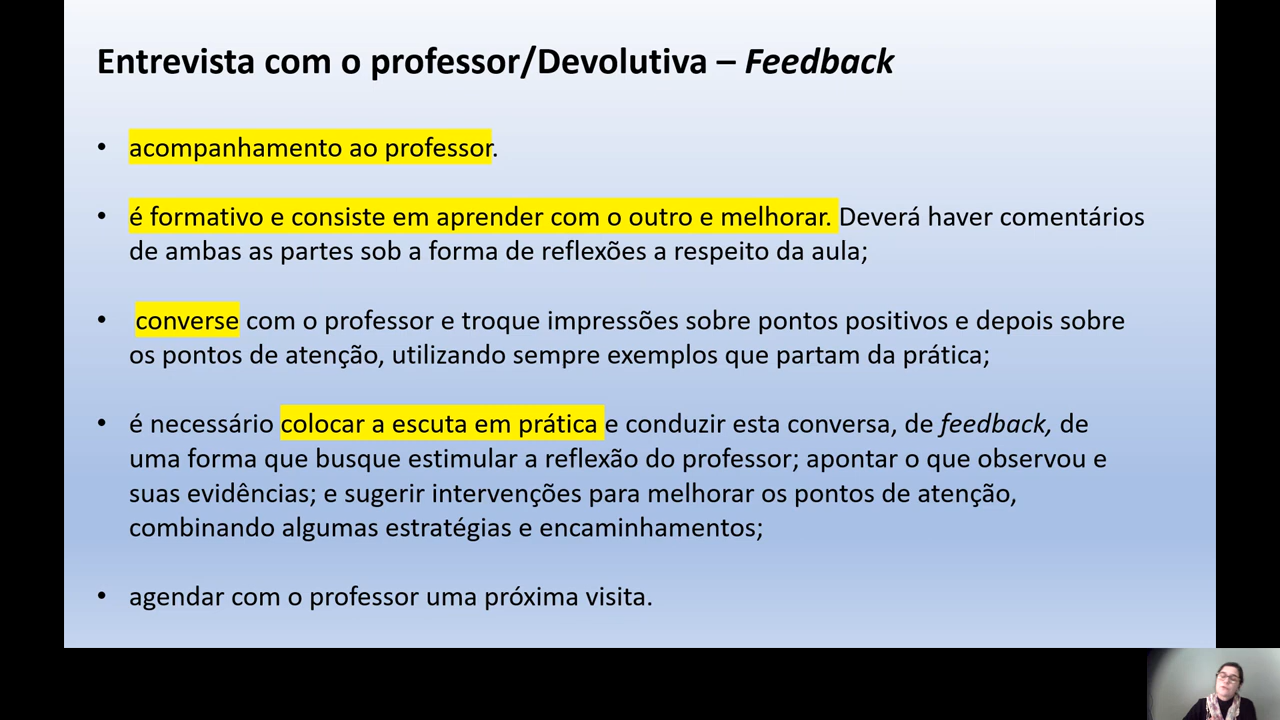 Entrevista com o professor/Devolutiva – Feedback
• acompanhamento ao professor.
• é formativo e consiste em aprender com o outro e melhorar. Deverá haver comentários
de ambas as partes sob a forma de reflexões a respeito da aula;
• converse com o professor e troque impressões sobre pontos positivos e depois sobre
os pontos de atenção, utilizando sempre exemplos que partam da prática;
• é necessário colocar a escuta em prática e conduzir esta conversa, de feedback, de
uma forma que busque estimular a reflexão do professor; apontar o que observou e
suas evidências; e sugerir intervenções para melhorar os pontos de atenção,
combinando algumas estratégias e encaminhamentos;
• agendar com o professor uma próxima visita.